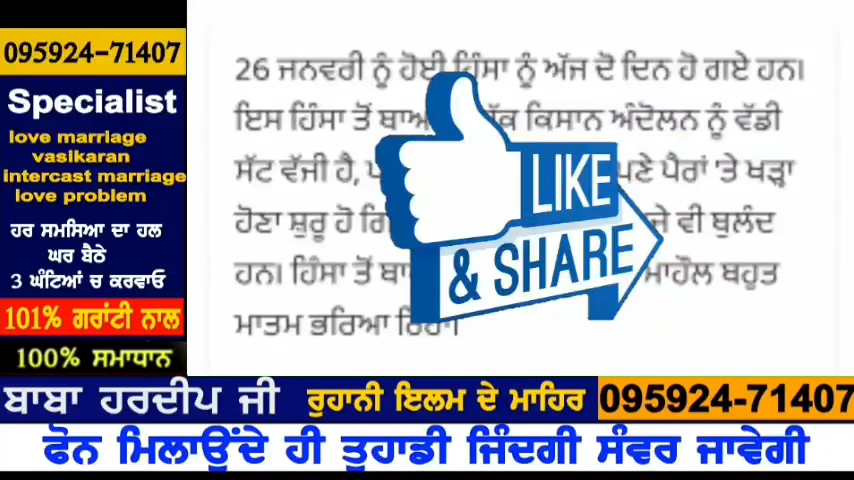 095924-71407
Specialist
love marriage
vasikaran
intercast marriage
love problem
ਹਰ ਸਮਸਿਆ ਦਾ ਹਲ
ਘਰ ਬੈਠੇ
3 ਘੰਟਿਆਂ ਚ ਕਰਵਾਓ
101% ਗਰਾਂਟੀ ਨਾਲ
100% ਸਮਾਧਾਨ
26 ਜਨਵਰੀ ਨੂੰ ਹੋਈ ਹਿੰਸਾ ਨੂੰ ਅੱਜ ਦੋ ਦਿਨ ਹੋ ਗਏ ਹਨ।
ਇਸ ਹਿੰਸਾ ਤੋਂ ਕਿਸਾਨ ਅੰਦੋਲਨ ਨੂੰ ਵੱਡੀ
ਸੱਟ ਵੱਜੀ ਹੈ, ਪੈਰਾਂ 'ਤੇ ਖੜ੍ਹਾ
ਹੋਣਾ ਸ਼ੁਰੂ ਹੋ ਵੀ ਬੁਲੰਦ
ਹਨ। ਹਿੰਸਾ ਤੋਂ ਮਾਹੌਲ ਬਹੁਤ
ਮਾਤਮ ਭਰਿਆ ਰਿਹਾ।
LIKE
& SHARE
ਬਾਬਾ ਹਰਦੀਪ ਜੀ ਰੁਹਾਨੀ ਇਲਮ ਦੇ ਮਾਹਿਰ 095924-71407
ਫੋਨ ਮਿਲਾਉਂਦੇ ਹੀ ਤੁਹਾਡੀ ਜਿੰਦਗੀ ਸੰਵਰ ਜਾਵੇਗੀ